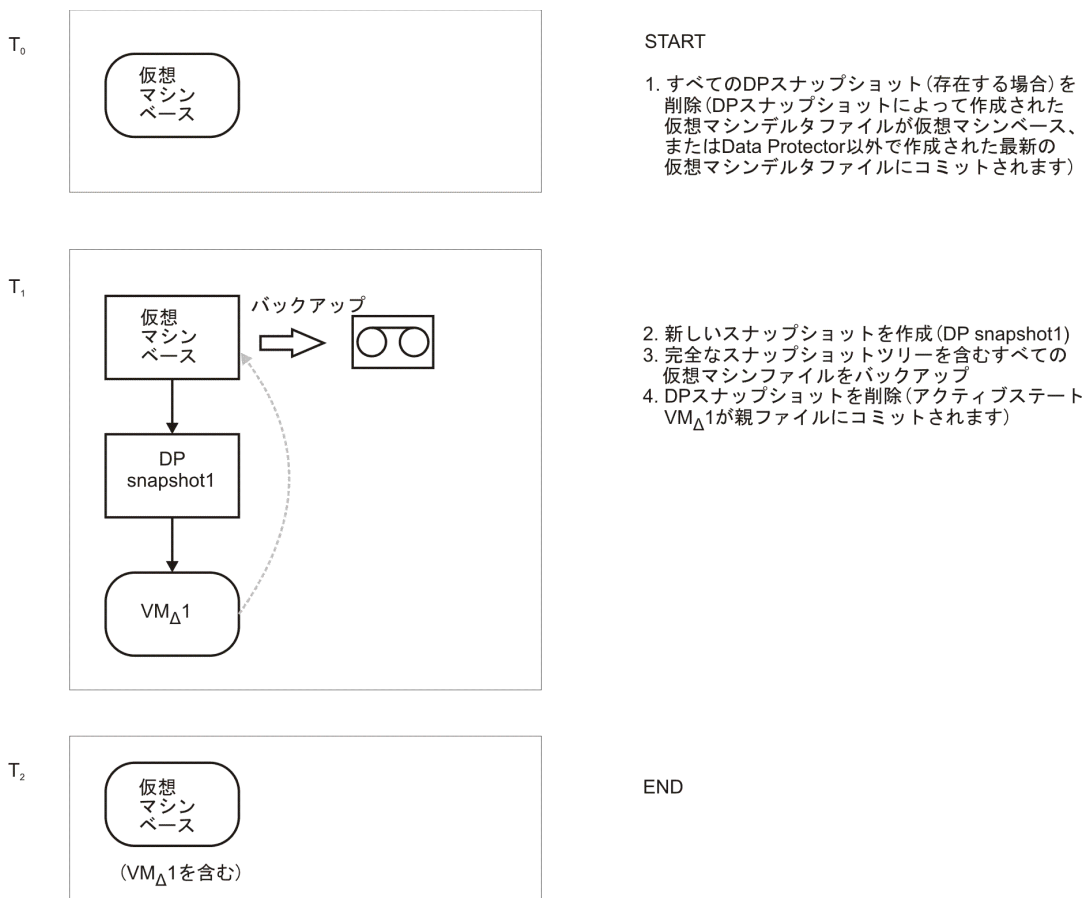 T₀
仮想
マシン
ベース
START
1. すべてのDPスナップショット(存在する場合)を
削除(DPスナップショットによって作成された
仮想マシンデルタファイルが仮想マシンベース、
またはData Protector以外で作成された最新の
仮想マシンデルタファイルにコミットされます)
T₁
仮想
マシン
ベース
バックアップ
DP
snapshot1
VMΔ1
2. 新しいスナップショットを作成(DP snapshot1)
3. 完全なスナップショットツリーを含むすべての
仮想マシンファイルをバックアップ
4. DPスナップショットを削除(アクティブステート
VMΔ1が親ファイルにコミットされます)
T₂
仮想
マシン
ベース
(VMΔ1を含む)
END